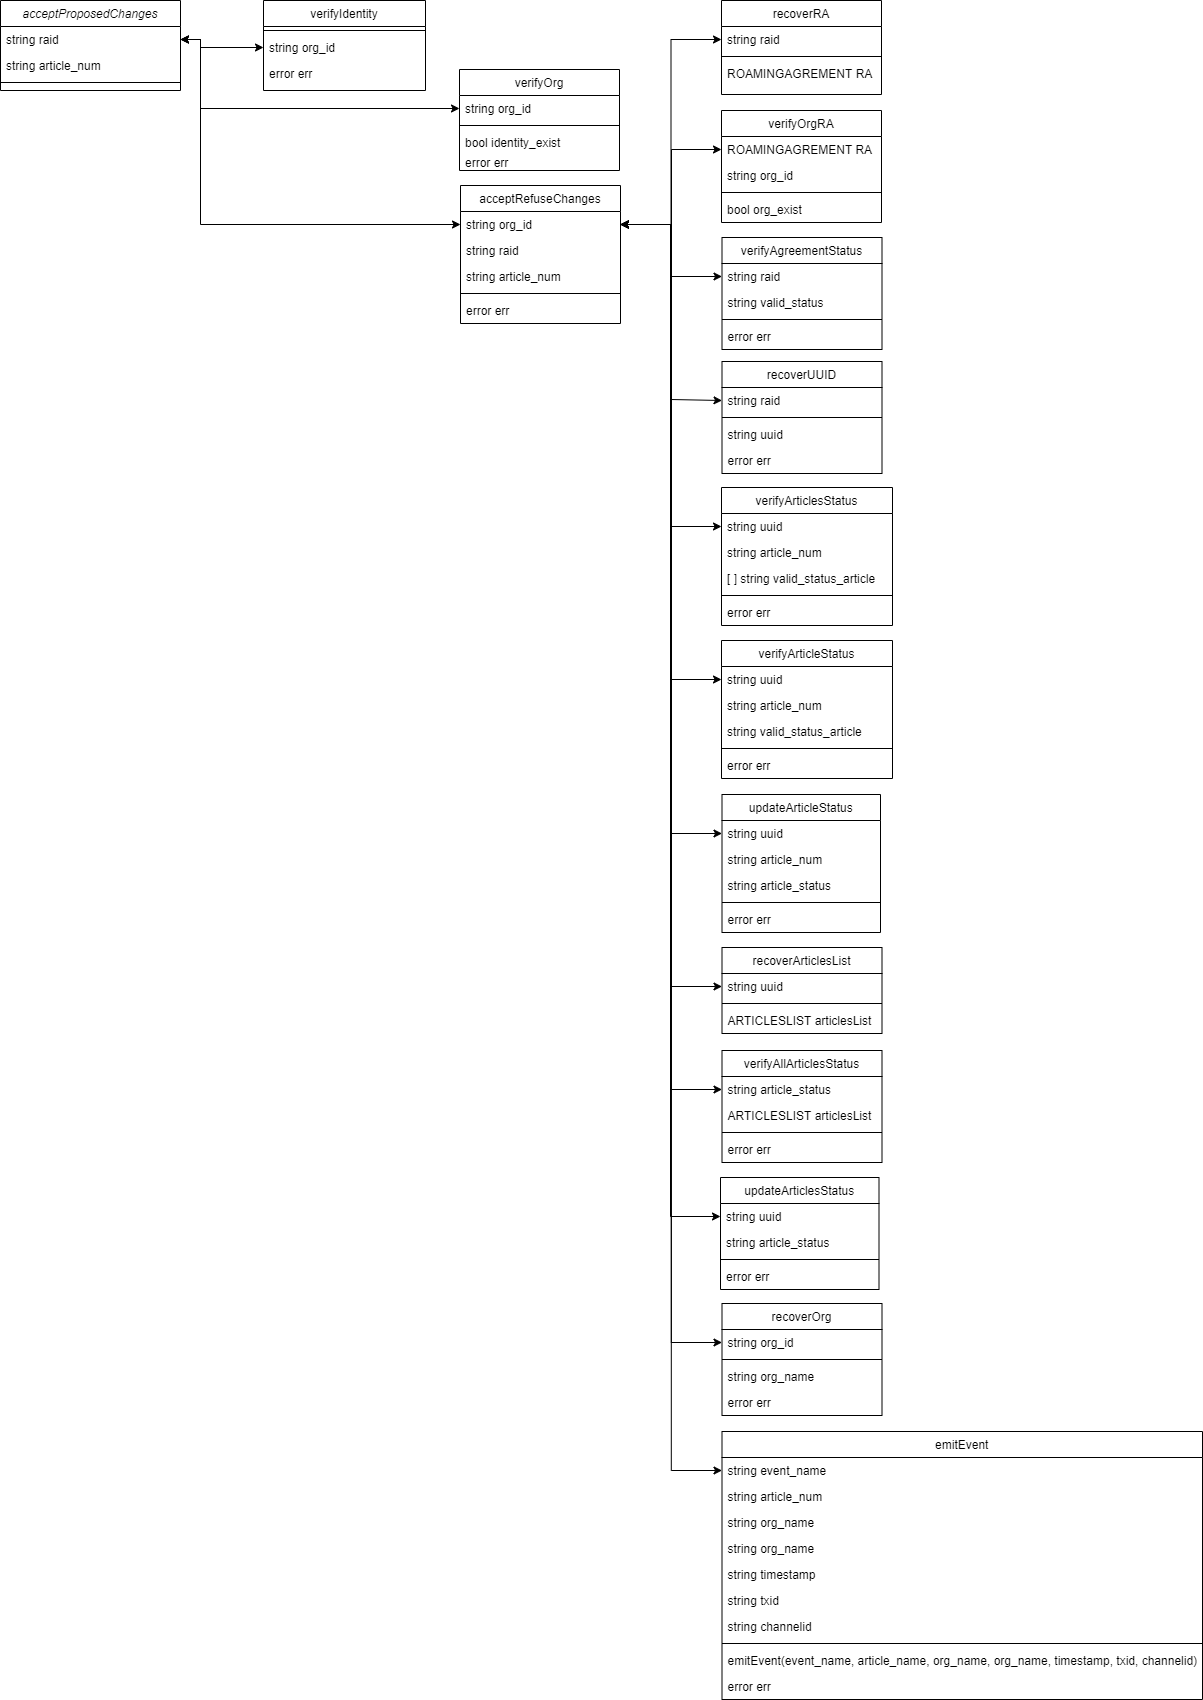 acceptProposedChanges
string raid
string article_num
verifyIdentity
string org_id
error err
verifyOrg
string org_id
bool identity_exist
error err
acceptRefuseChanges
string org_id
string raid
string article_num
error err
recoverRA
string raid
ROAMINGAGREMENT RA
verifyOrgRA
ROAMINGAGREMENT RA
string org_id
bool org_exist
verifyAgreementStatus
string raid
string valid_status
error err
recoverUUID
string raid
string uuid
error err
verifyArticlesStatus
string uuid
string article_num
[ ] string valid_status_article
error err
verifyArticleStatus
string uuid
string article_num
string valid_status_article
error err
updateArticleStatus
string uuid
string article_num
string article_status
error err
recoverArticlesList
string uuid
ARTICLESLIST articlesList
verifyAllArticlesStatus
string article_status
ARTICLESLIST articlesList
error err
updateArticlesStatus
string uuid
string article_status
error err
recoverOrg
string org_id
string org_name
error err
emitEvent
string event_name
string article_num
string org_name
string org_name
string timestamp
string txid
string channelid
emitEvent(event_name, article_name, org_name, org_name, timestamp, txid, channelid)
error err